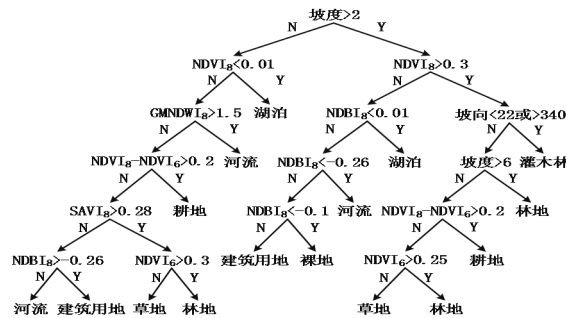 坡度>2
N Y
NDVI₈<0.01 NDVI₈>0.3
N Y N Y
GMNDWI₈>1.5 湖泊 NDBI₈<0.01 坡向<22或>340
N Y N Y N Y
NDVI₈-NDVI₆>0.2 河流 NDBI₈<-0.26 湖泊 坡度>6 灌木林
N Y N Y N Y
SAVI₈>0.28 耕地 NDBI₈<-0.1 河流 NDVI₈-NDVI₆>0.2 林地
N Y N Y N Y
NDBI₈>-0.26 NDVI₆>0.3 建筑用地 裸地 NDVI₆>0.25 耕地
N Y N Y N Y
河流 建筑用地 草地 林地 草地 林地